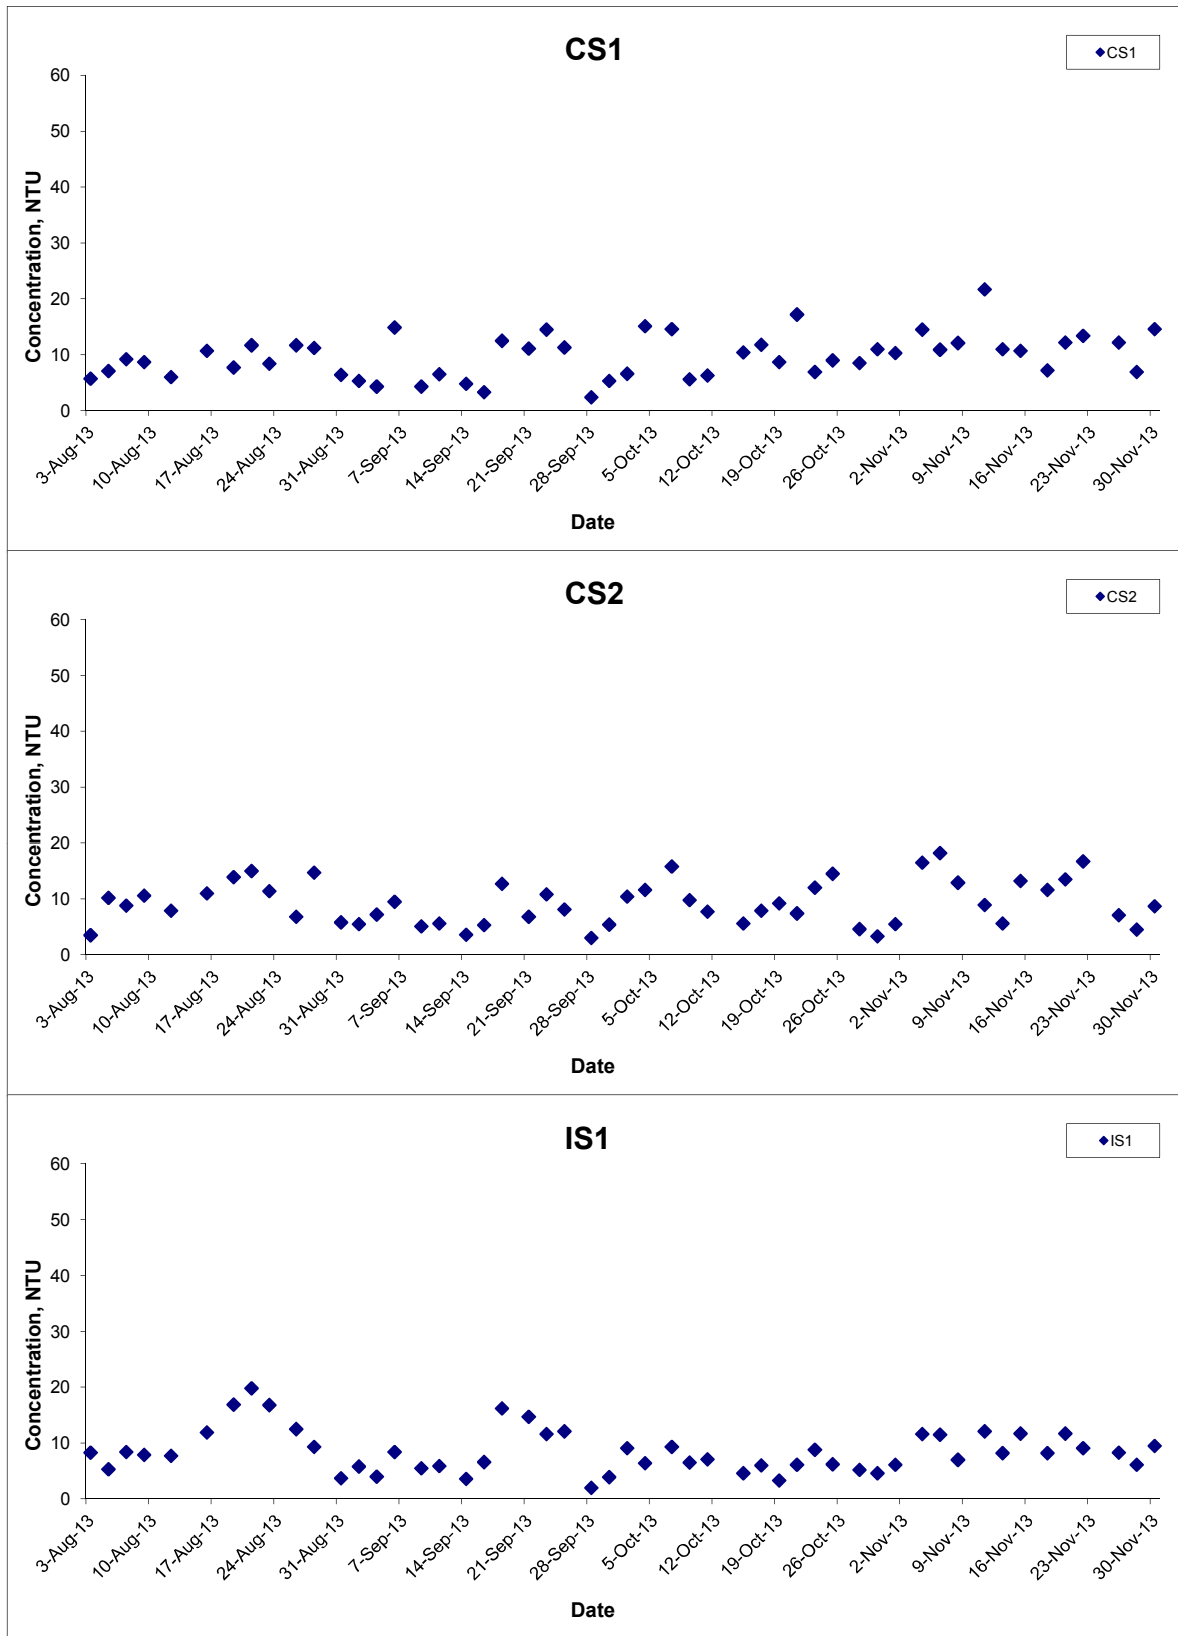 CS1
CS1
60
50
40
30
20
10
0
Concentration, NTU
3-Aug-13
10-Aug-13
17-Aug-13
24-Aug-13
31-Aug-13
7-Sep-13
14-Sep-13
21-Sep-13
28-Sep-13
5-Oct-13
12-Oct-13
19-Oct-13
26-Oct-13
2-Nov-13
9-Nov-13
16-Nov-13
23-Nov-13
30-Nov-13
Date
CS2
CS2
60
50
40
30
20
10
0
Concentration, NTU
3-Aug-13
10-Aug-13
17-Aug-13
24-Aug-13
31-Aug-13
7-Sep-13
14-Sep-13
21-Sep-13
28-Sep-13
5-Oct-13
12-Oct-13
19-Oct-13
26-Oct-13
2-Nov-13
9-Nov-13
16-Nov-13
23-Nov-13
30-Nov-13
Date
IS1
IS1
60
50
40
30
20
10
0
Concentration, NTU
3-Aug-13
10-Aug-13
17-Aug-13
24-Aug-13
31-Aug-13
7-Sep-13
14-Sep-13
21-Sep-13
28-Sep-13
5-Oct-13
12-Oct-13
19-Oct-13
26-Oct-13
2-Nov-13
9-Nov-13
16-Nov-13
23-Nov-13
30-Nov-13
Date